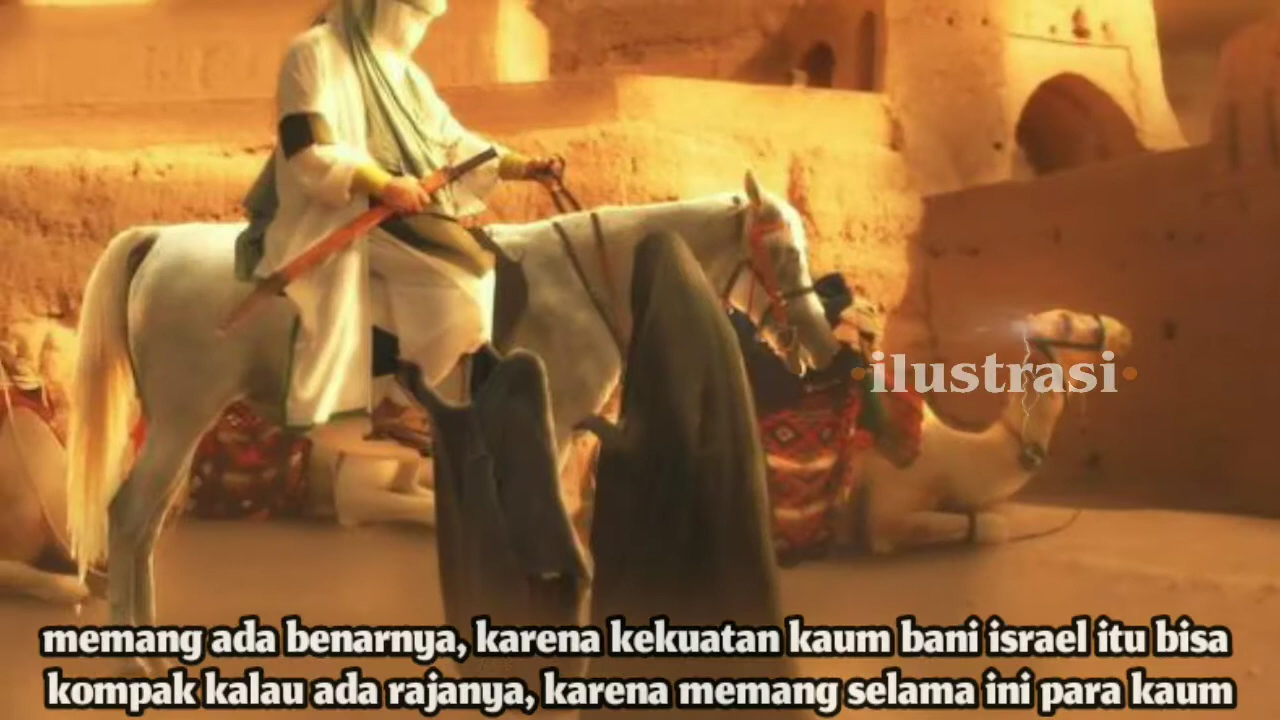 •ilustrasi•
memang ada benarnya, karena kekuatan kaum bani israel itu bisa
kompak kalau ada rajanya, karena memang selama ini para kaum